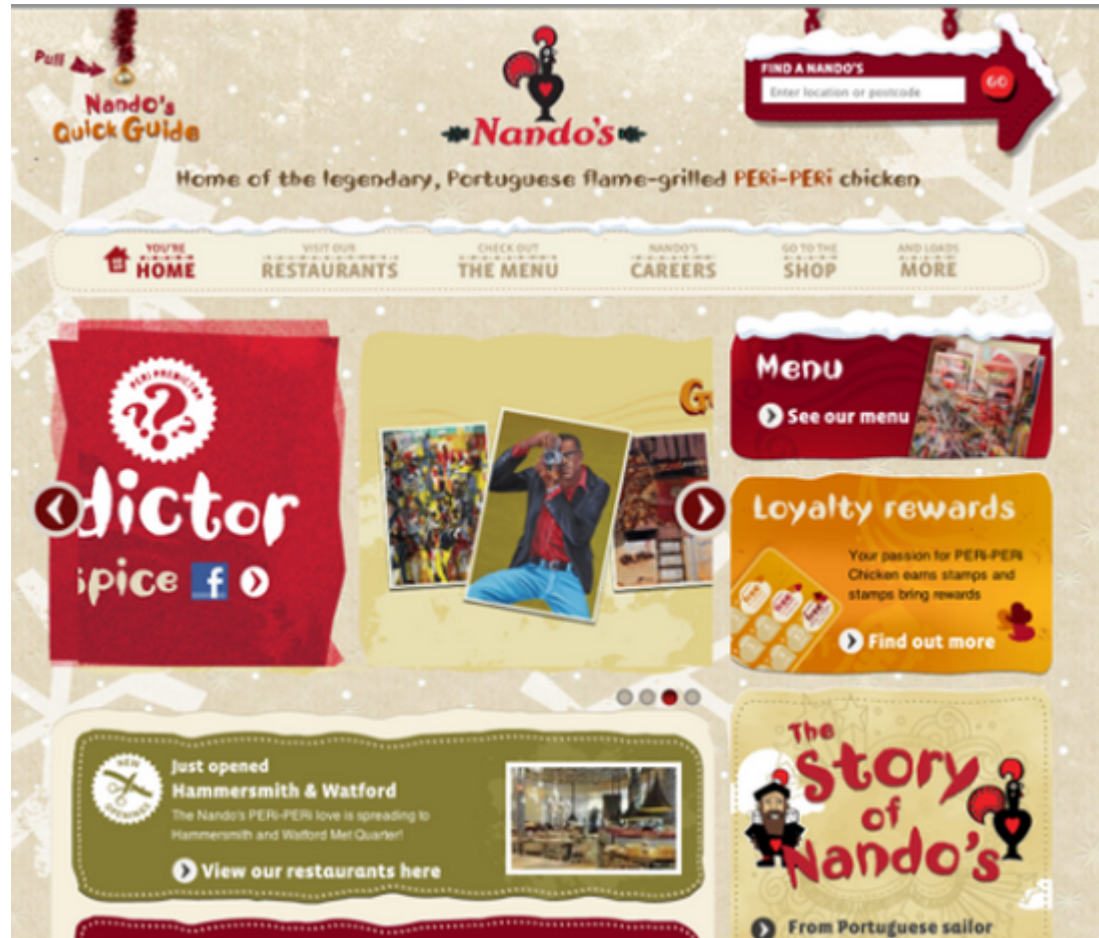 Pull
Nando's
Quick Guide
Nando's
FIND A NANDO'S
Enter location or postcode
GO
Home of the legendary, Portuguese flame-grilled PERi-PERi chicken
YOU'RE
HOME
VISIT OUR
RESTAURANTS
CHECK OUT
THE MENU
NANDO'S
CAREERS
GO TO THE
SHOP
AND LOADS
MORE
PERI PREDICTOR
???
dictor
spice f
G
Menu
See our menu
Loyalty rewards
Your passion for PERi-PERi
Chicken earns stamps and
stamps bring rewards
Find out more
NEW
OPENINGS
Just opened
Hammersmith & Watford
The Nando's PERi-PERi love is spreading to
Hammersmith and Watford Met Quarter!
View our restaurants here
The
Story
of
Nando's
From Portuguese sailor